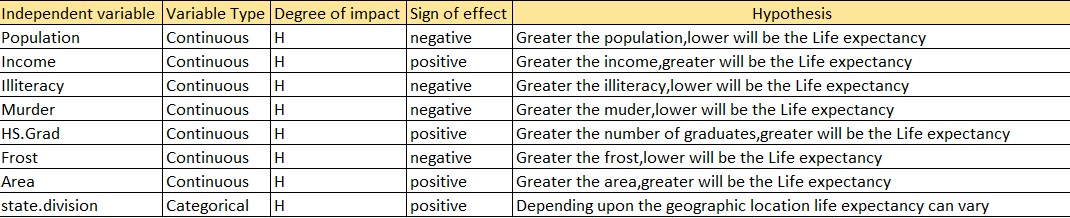 Independent variable Variable Type Degree of impact Sign of effect Hypothesis
Population Continuous H negative Greater the population,lower will be the Life expectancy
Income Continuous H positive Greater the income,greater will be the Life expectancy
Illiteracy Continuous H negative Greater the illiteracy,lower will be the Life expectancy
Murder Continuous H negative Greater the muder,lower will be the Life expectancy
HS.Grad Continuous H positive Greater the number of graduates,greater will be the Life expectancy
Frost Continuous H negative Greater the frost,lower will be the Life expectancy
Area Continuous H positive Greater the area,greater will be the Life expectancy
state.division Categorical H positive Depending upon the geographic location life expectancy can vary